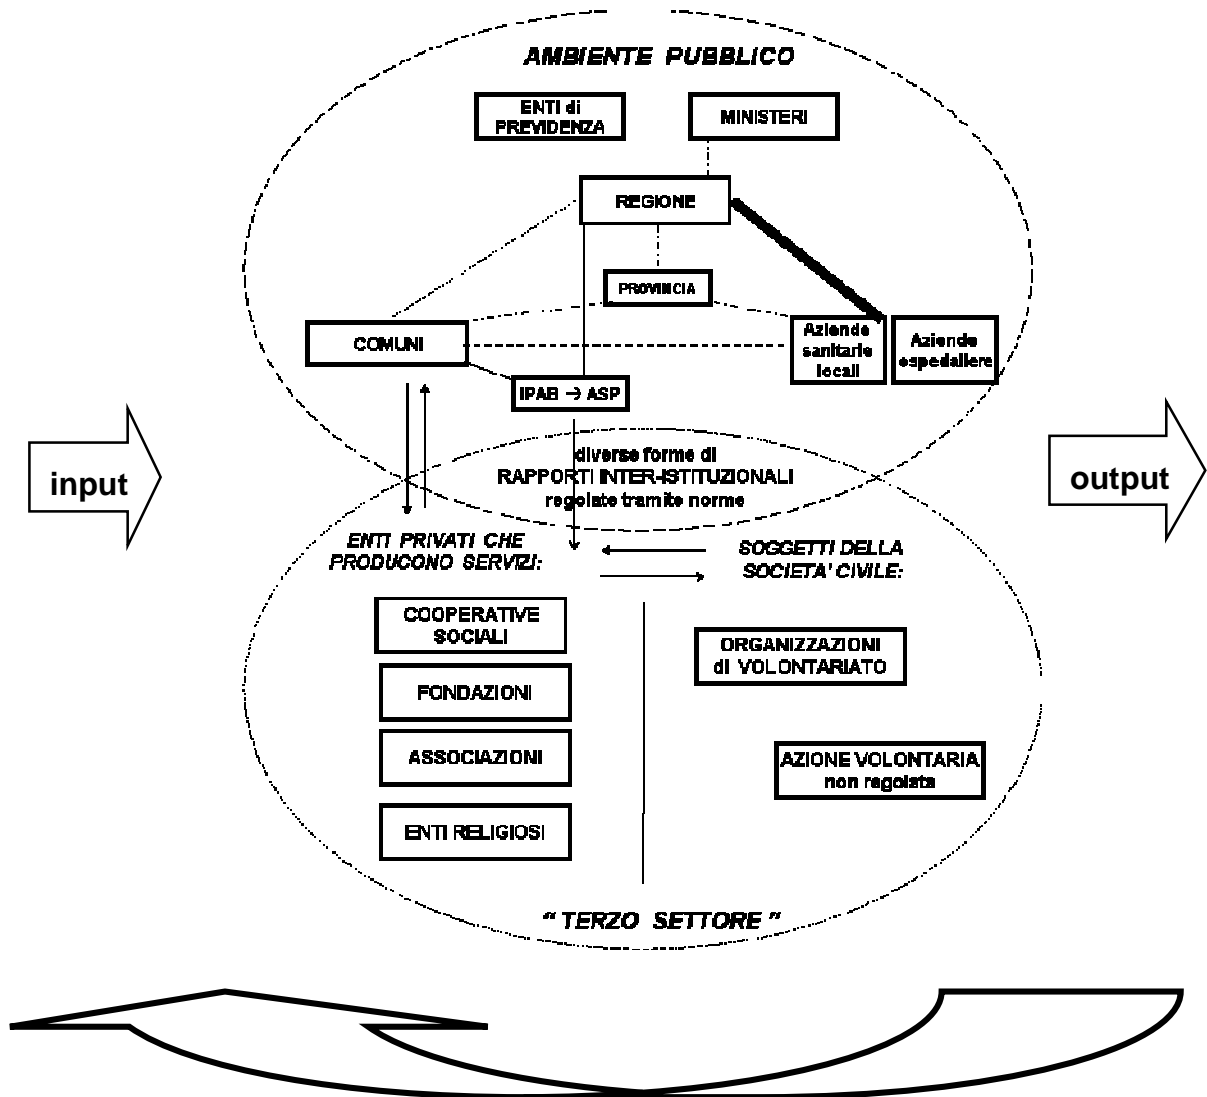 AMBIENTE PUBBLICO
ENTI di
PREVIDENZA
MINISTERI
REGIONE
PROVINCIA
COMUNI
Aziende
sanitarie
locali
Aziende
ospedaliere
IPAB → ASP
input
diverse forme di
RAPPORTI INTER-ISTITUZIONALI
regolate tramite norme
output
ENTI PRIVATI CHE
PRODUCONO SERVIZI:
SOGGETTI DELLA
SOCIETA' CIVILE:
COOPERATIVE
SOCIALI
ORGANIZZAZIONI
di VOLONTARIATO
FONDAZIONI
ASSOCIAZIONI
AZIONE VOLONTARIA
non regolata
ENTI RELIGIOSI
“ TERZO SETTORE ”